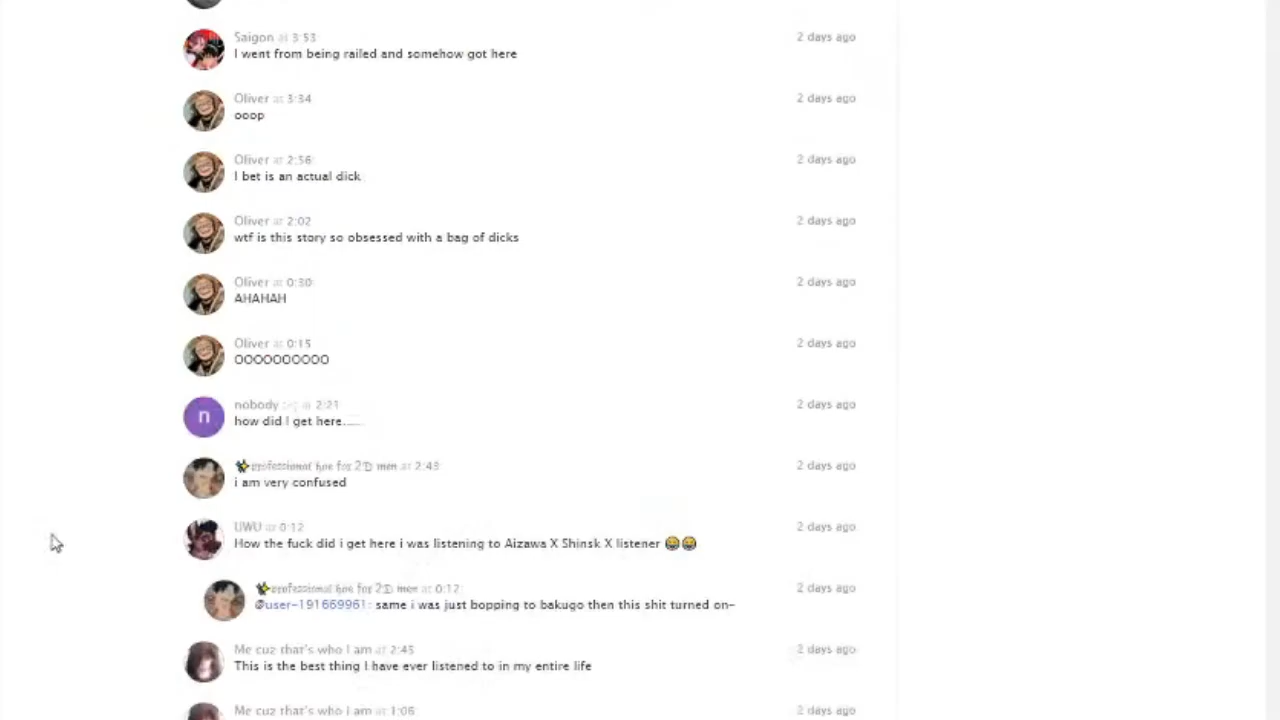 Saigon at 3:53 2 days ago
I went from being railed and somehow got here
Oliver at 3:34 2 days ago
ooop
Oliver at 2:56 2 days ago
I bet is an actual dick
Oliver at 2:02 2 days ago
wtf is this story so obsessed with a bag of dicks
Oliver at 0:30 2 days ago
AHAHAH
Oliver at 0:15 2 days ago
OOOOOOOOOO
n
nobody at 2:21 2 days ago
how did I get here......
professional hoe for 2D men at 2:43 2 days ago
i am very confused
UWU at 0:12 2 days ago
How the fuck did i get here i was listening to Aizawa X Shinsk X listener 😂😂
professional hoe for 2D men at 0:12 2 days ago
@user-191669961: same i was just bopping to bakugo then this shit turned on-
Me cuz that's who I am at 2:45 2 days ago
This is the best thing I have ever listened to in my entire life
Me cuz that's who I am at 1:06 2 days ago